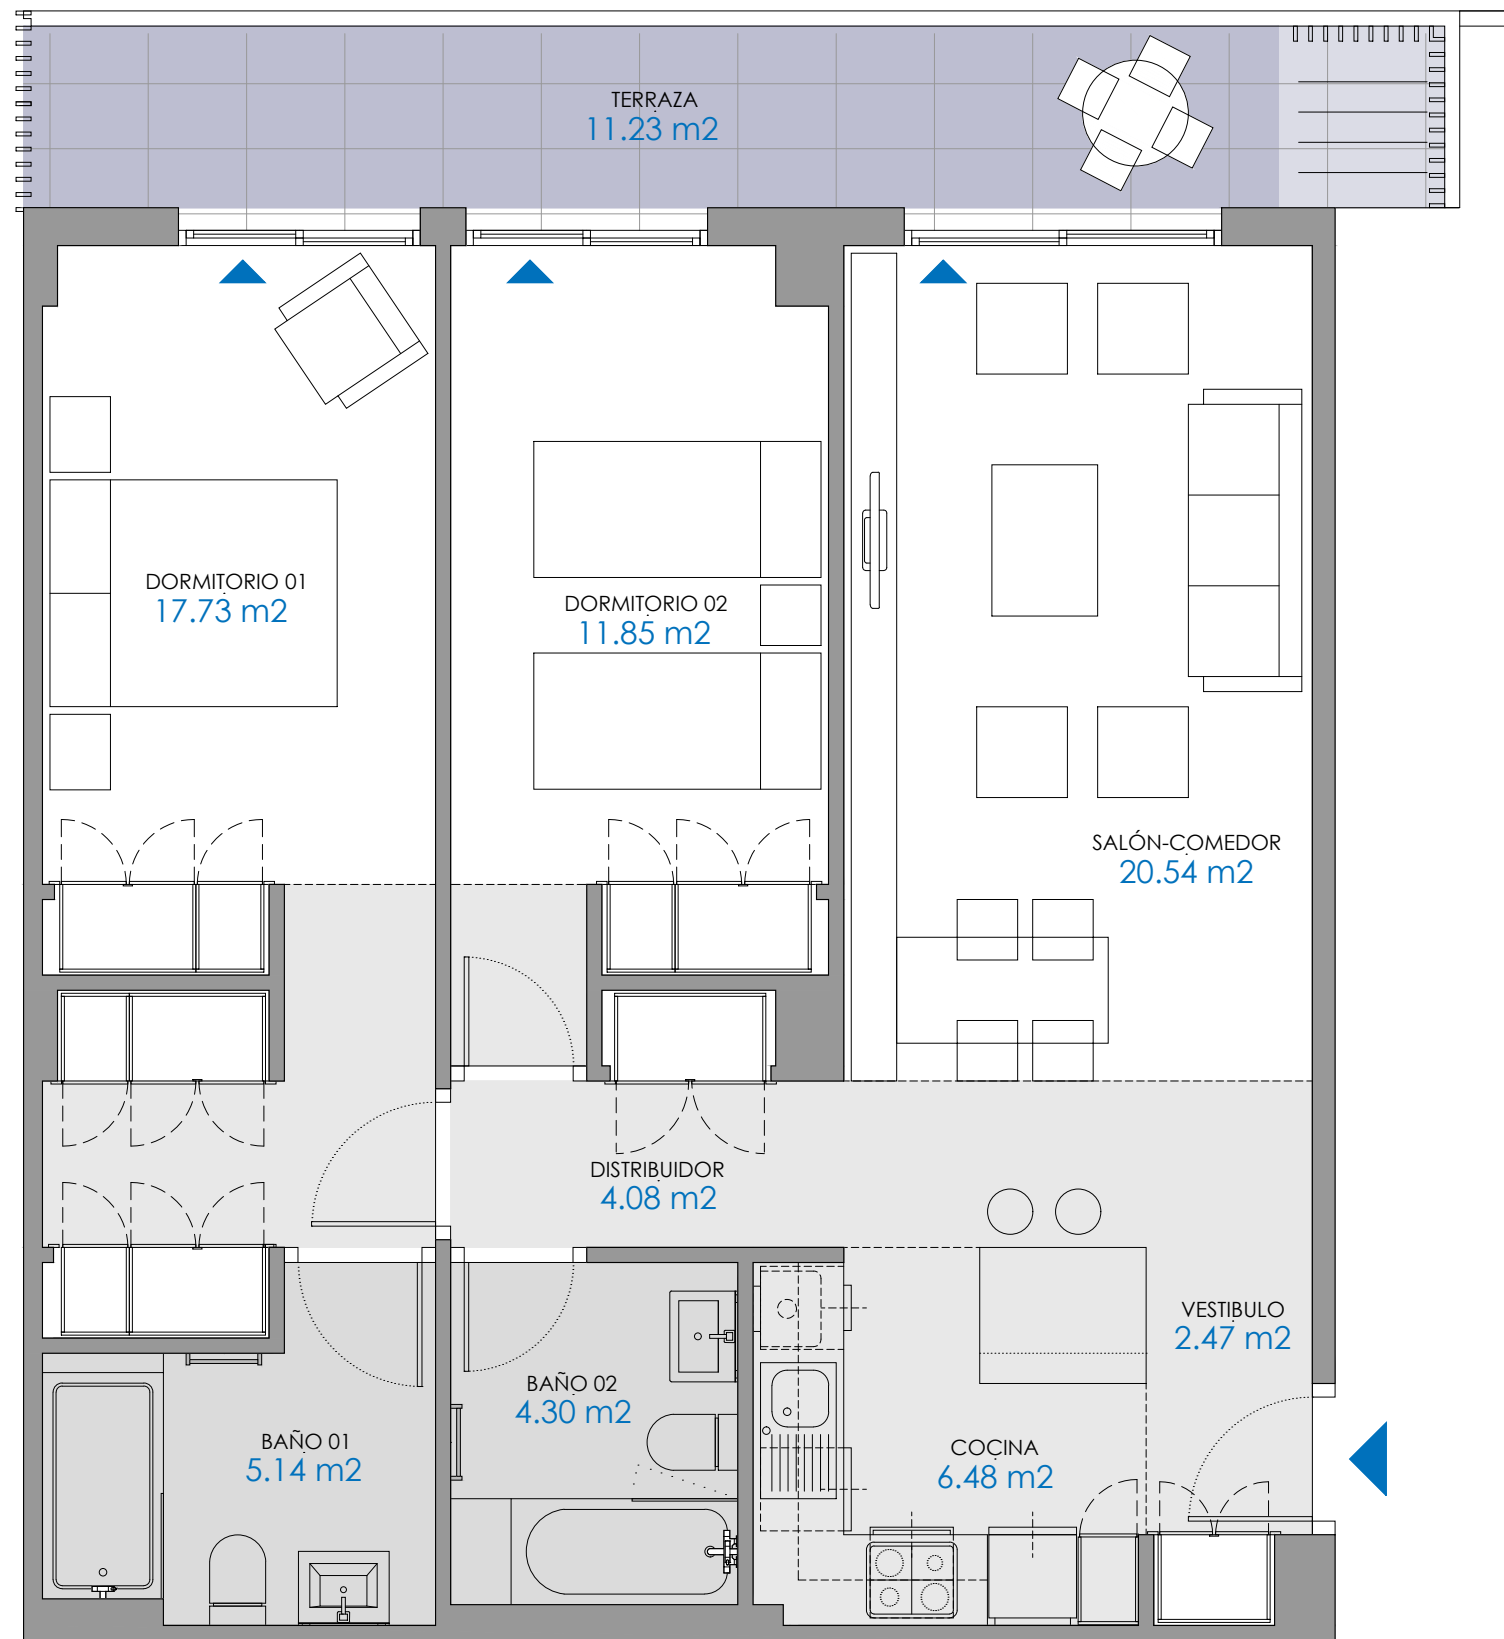 TERRAZA
11.23 m2
DORMITORIO 01
17.73 m2
DORMITORIO 02
11.85 m2
SALÓN-COMEDOR
20.54 m2
DISTRIBUIDOR
4.08 m2
VESTIBULO
2.47 m2
BAÑO 02
4.30 m2
BAÑO 01
5.14 m2
COCINA
6.48 m2